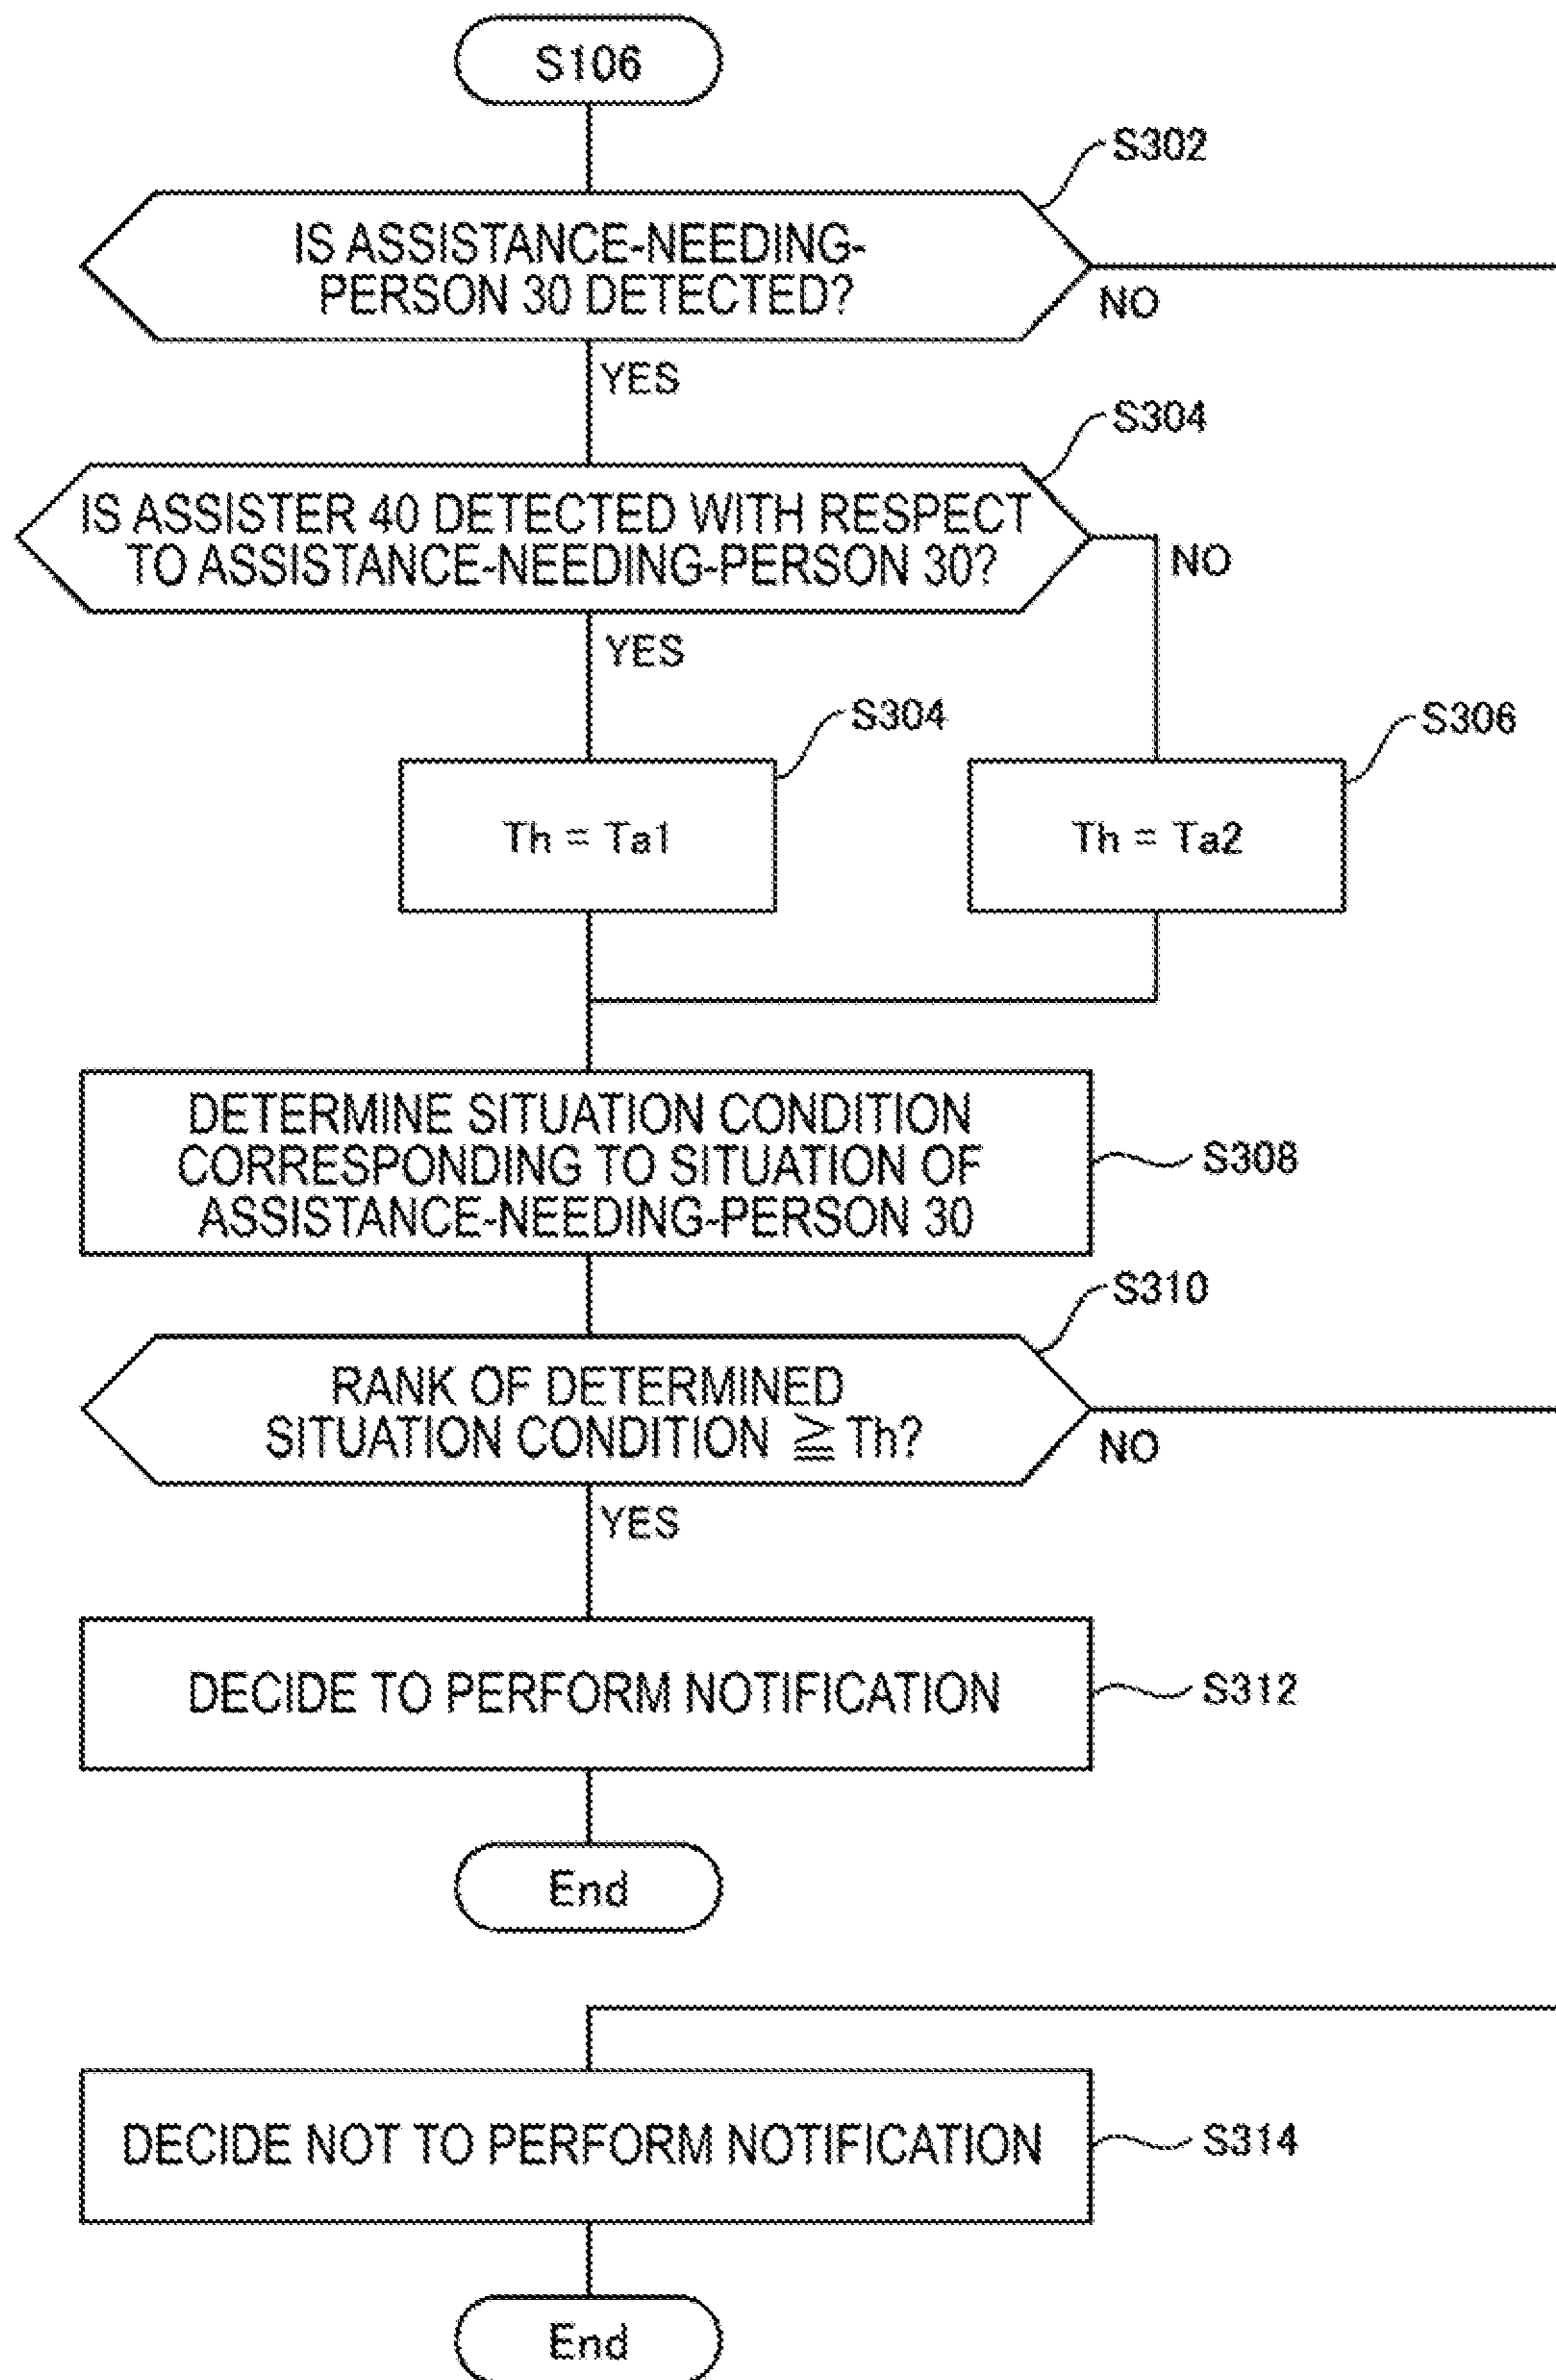 S106
S302
IS ASSISTANCE-NEEDING-
PERSON 30 DETECTED?
NO
YES
S304
IS ASSISTER 40 DETECTED WITH RESPECT
TO ASSISTANCE-NEEDING-PERSON 30?
NO
YES
S304
S306
Th = Ta1
Th = Ta2
DETERMINE SITUATION CONDITION
CORRESPONDING TO SITUATION OF
ASSISTANCE-NEEDING-PERSON 30
S308
S310
RANK OF DETERMINED
SITUATION CONDITION ≧ Th?
NO
YES
DECIDE TO PERFORM NOTIFICATION
S312
End
DECIDE NOT TO PERFORM NOTIFICATION
S314
End